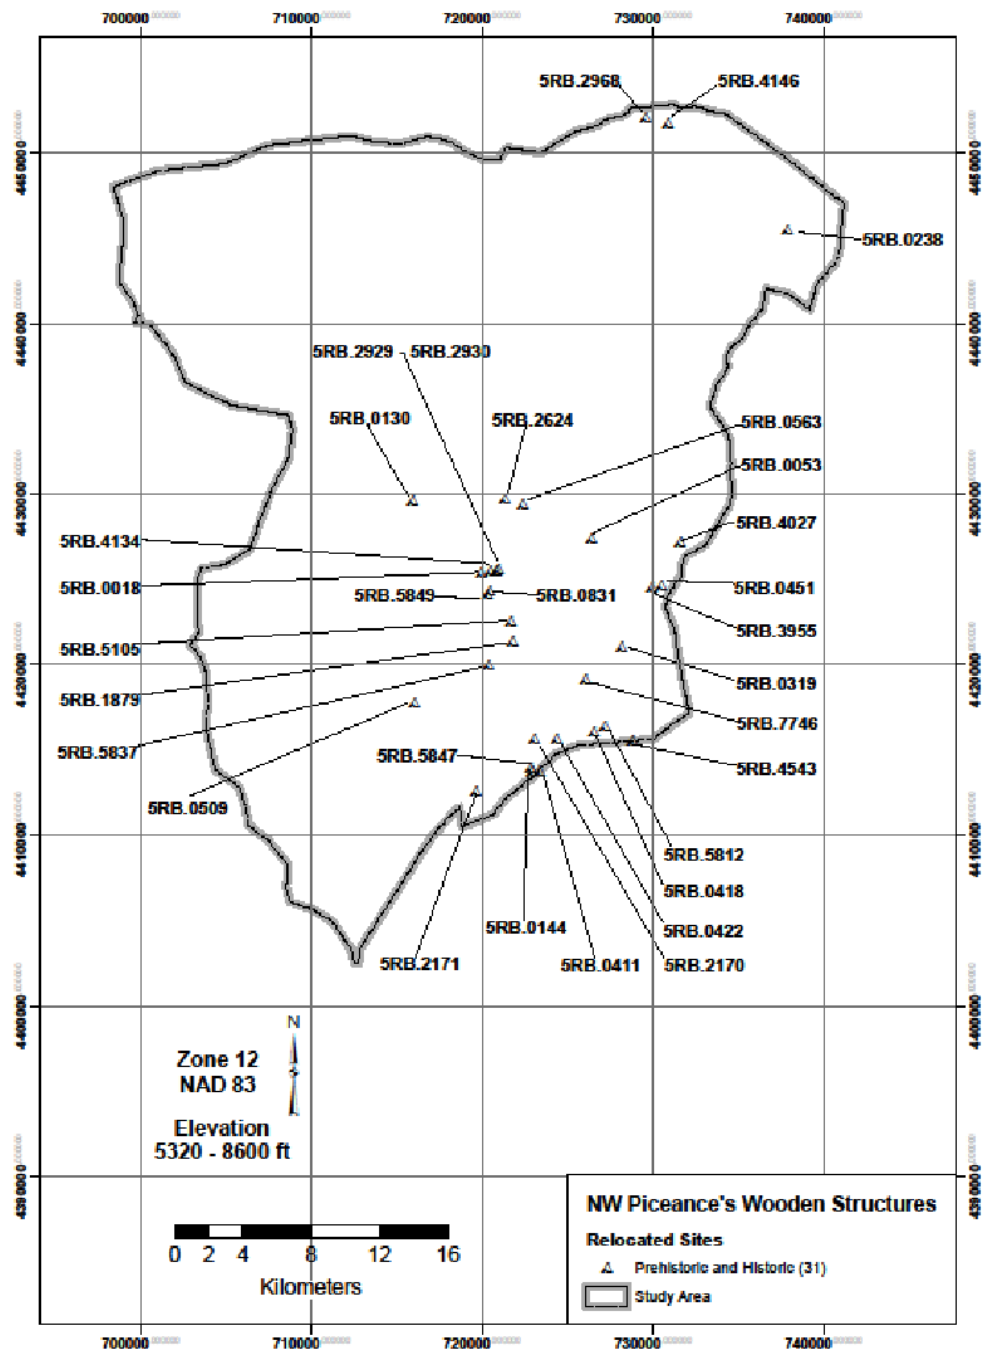 700000 710000 720000 730000 740000
5RB.2968 5RB.4146
4450000 4450000
5RB.0238
4440000 4440000
5RB.2929 5RB.2930
5RB.0130 5RB.2624 5RB.0563
5RB.0053
4430000 4430000
5RB.4027
5RB.4134
5RB.0018 5RB.5849 5RB.0831 5RB.0451
5RB.3955
5RB.5105
4420000 4420000
5RB.0319
5RB.1879
5RB.7746
5RB.5837 5RB.5847
5RB.4543
5RB.0509
4410000 4410000
5RB.5812
5RB.0418
5RB.0144 5RB.0422
5RB.2171 5RB.0411 5RB.2170
4400000 4400000
N
Zone 12
NAD 83
Elevation
5320 - 8600 ft
4390000 4390000
NW Piceance's Wooden Structures
Relocated Sites
Prehistoric and Historic (31)
Study Area
0 2 4 8 12 16
Kilometers
700000 710000 720000 730000 740000